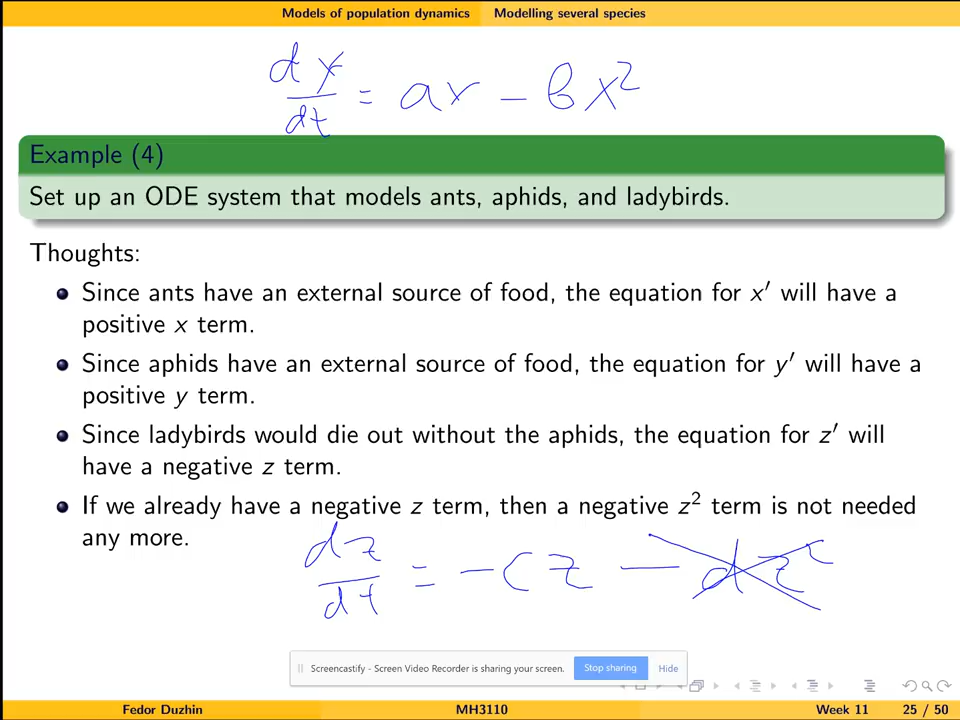 Models of population dynamics Modelling several species
dx/dt = ax − bx²
Example (4)
Set up an ODE system that models ants, aphids, and ladybirds.
Thoughts:
Since ants have an external source of food, the equation for x′ will have a
positive x term.
Since aphids have an external source of food, the equation for y′ will have a
positive y term.
Since ladybirds would die out without the aphids, the equation for z′ will
have a negative z term.
If we already have a negative z term, then a negative z² term is not needed
any more.
dz/dt = −cz − dz²
Screencastify - Screen Video Recorder is sharing your screen. Stop sharing Hide
Fedor Duzhin MH3110 Week 11 25 / 50